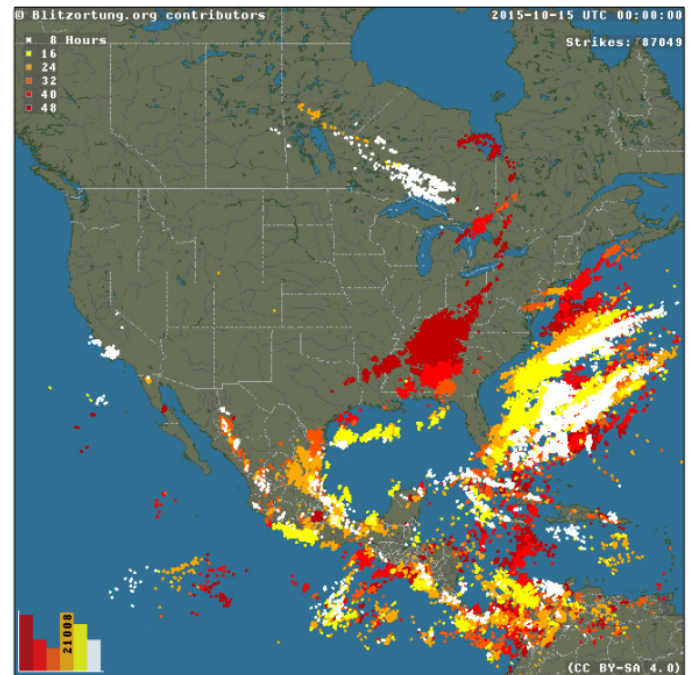 © Blitzortung.org contributors
2015-10-15 UTC 00:00:00
Strikes: 87049
8 Hours
16
24
32
40
48
21008
(CC BY-SA 4.0)